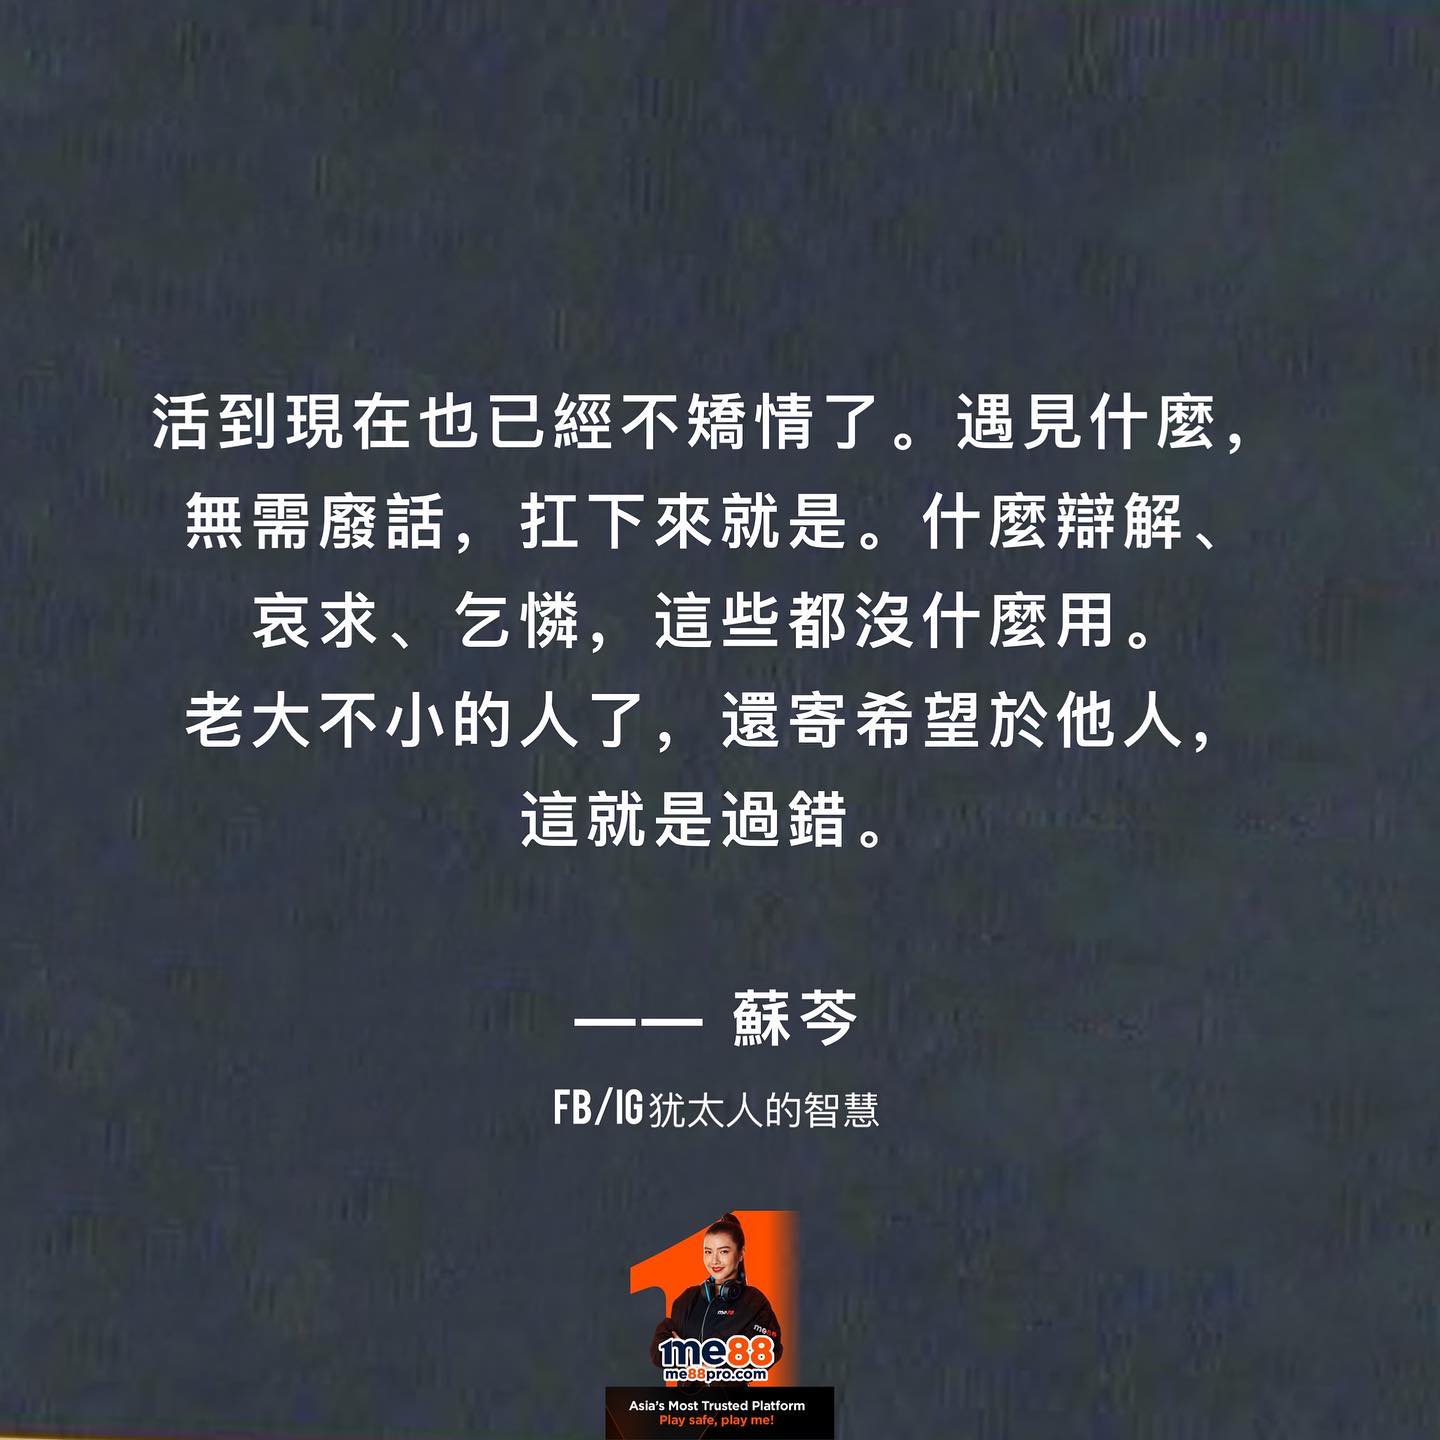 活到現在也已經不矯情了。遇見什麼，
無需廢話，扛下來就是。什麼辯解、
哀求、乞憐，這些都沒什麼用。
老大不小的人了，還寄希望於他人，
這就是過錯。
—— 蘇芩
FB/IG犹太人的智慧
me88
me88
me88
me88pro.com
Asia's Most Trusted Platform
Play safe, play me!